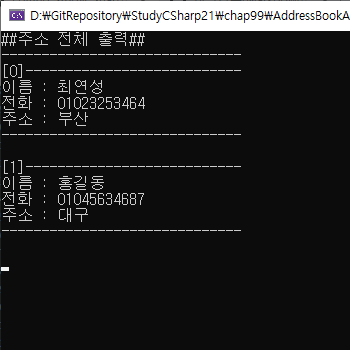 D:₩GitRepository₩StudyCSharp21₩chap99₩AddressBookA
##주소 전체 출력##
------------------------------
[0]---------------------------
이름 : 최연성
전화 : 01023253464
주소 : 부산
------------------------------
[1]---------------------------
이름 : 홍길동
전화 : 01045634687
주소 : 대구
------------------------------